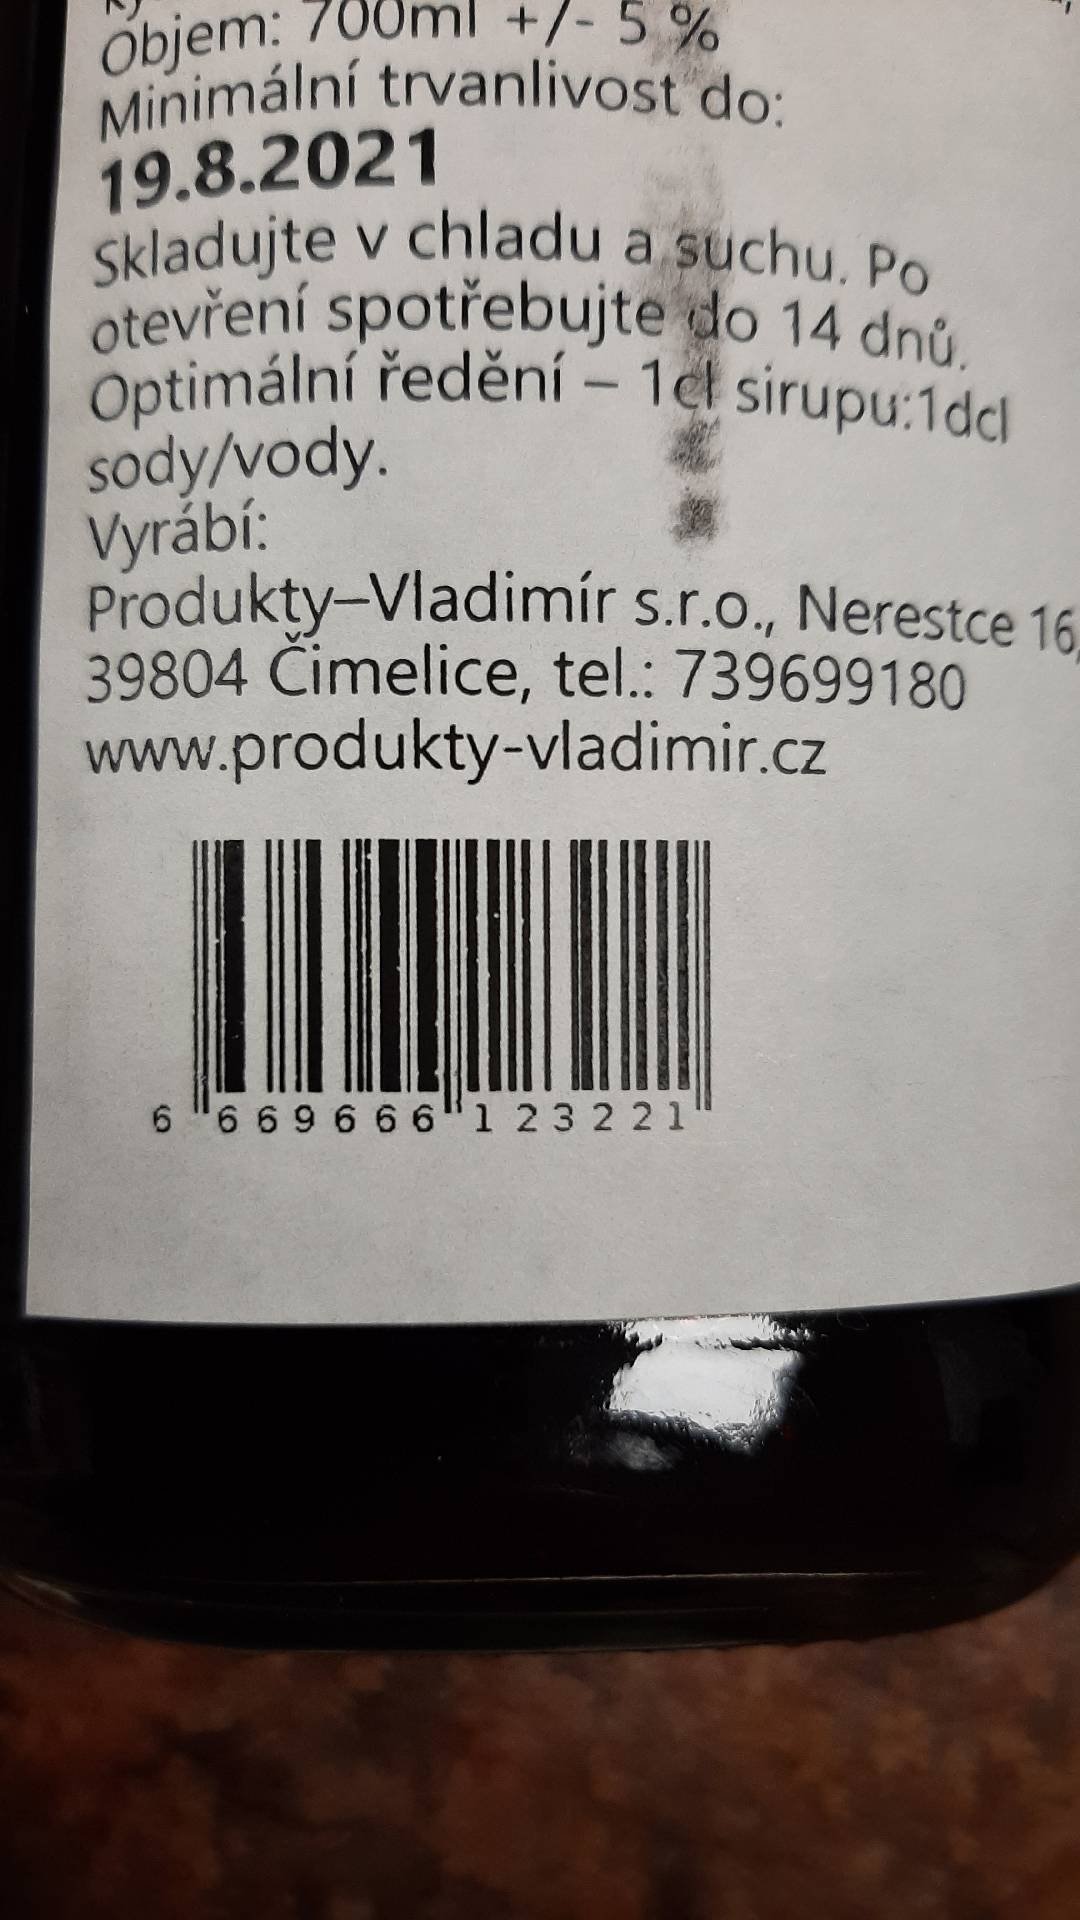 Objem: 700ml +/- 5 %
Minimální trvanlivost do:
19.8.2021
Skladujte v chladu a suchu. Po
otevření spotřebujte do 14 dnů.
Optimální ředění – 1cl sirupu:1dcl
sody/vody.
Vyrábí:
Produkty–Vladimír s.r.o., Nerestce 16,
39804 Čimelice, tel.: 739699180
www.produkty-vladimir.cz
6 669666 123221